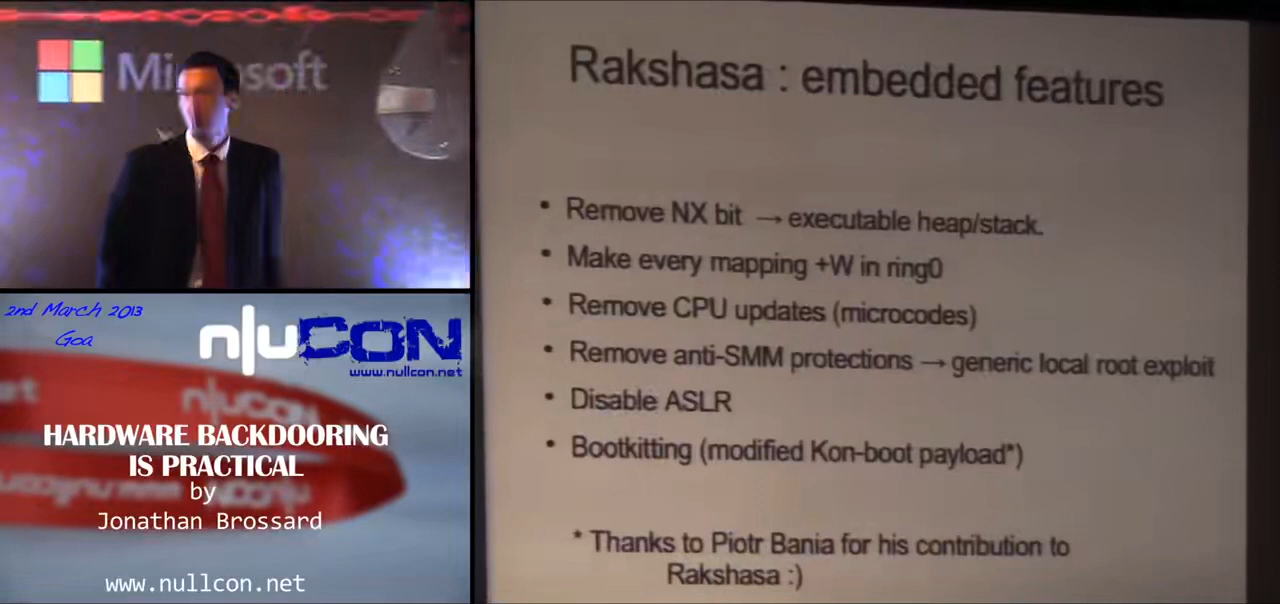 Microsoft
2nd March 2013
Goa
n|uCON
www.nullcon.net
HARDWARE BACKDOORING
IS PRACTICAL
by
Jonathan Brossard
www.nullcon.net
Rakshasa : embedded features
• Remove NX bit → executable heap/stack.
• Make every mapping +W in ring0
• Remove CPU updates (microcodes)
• Remove anti-SMM protections → generic local root exploit
• Disable ASLR
• Bootkitting (modified Kon-boot payload*)
* Thanks to Piotr Bania for his contribution to
Rakshasa :)